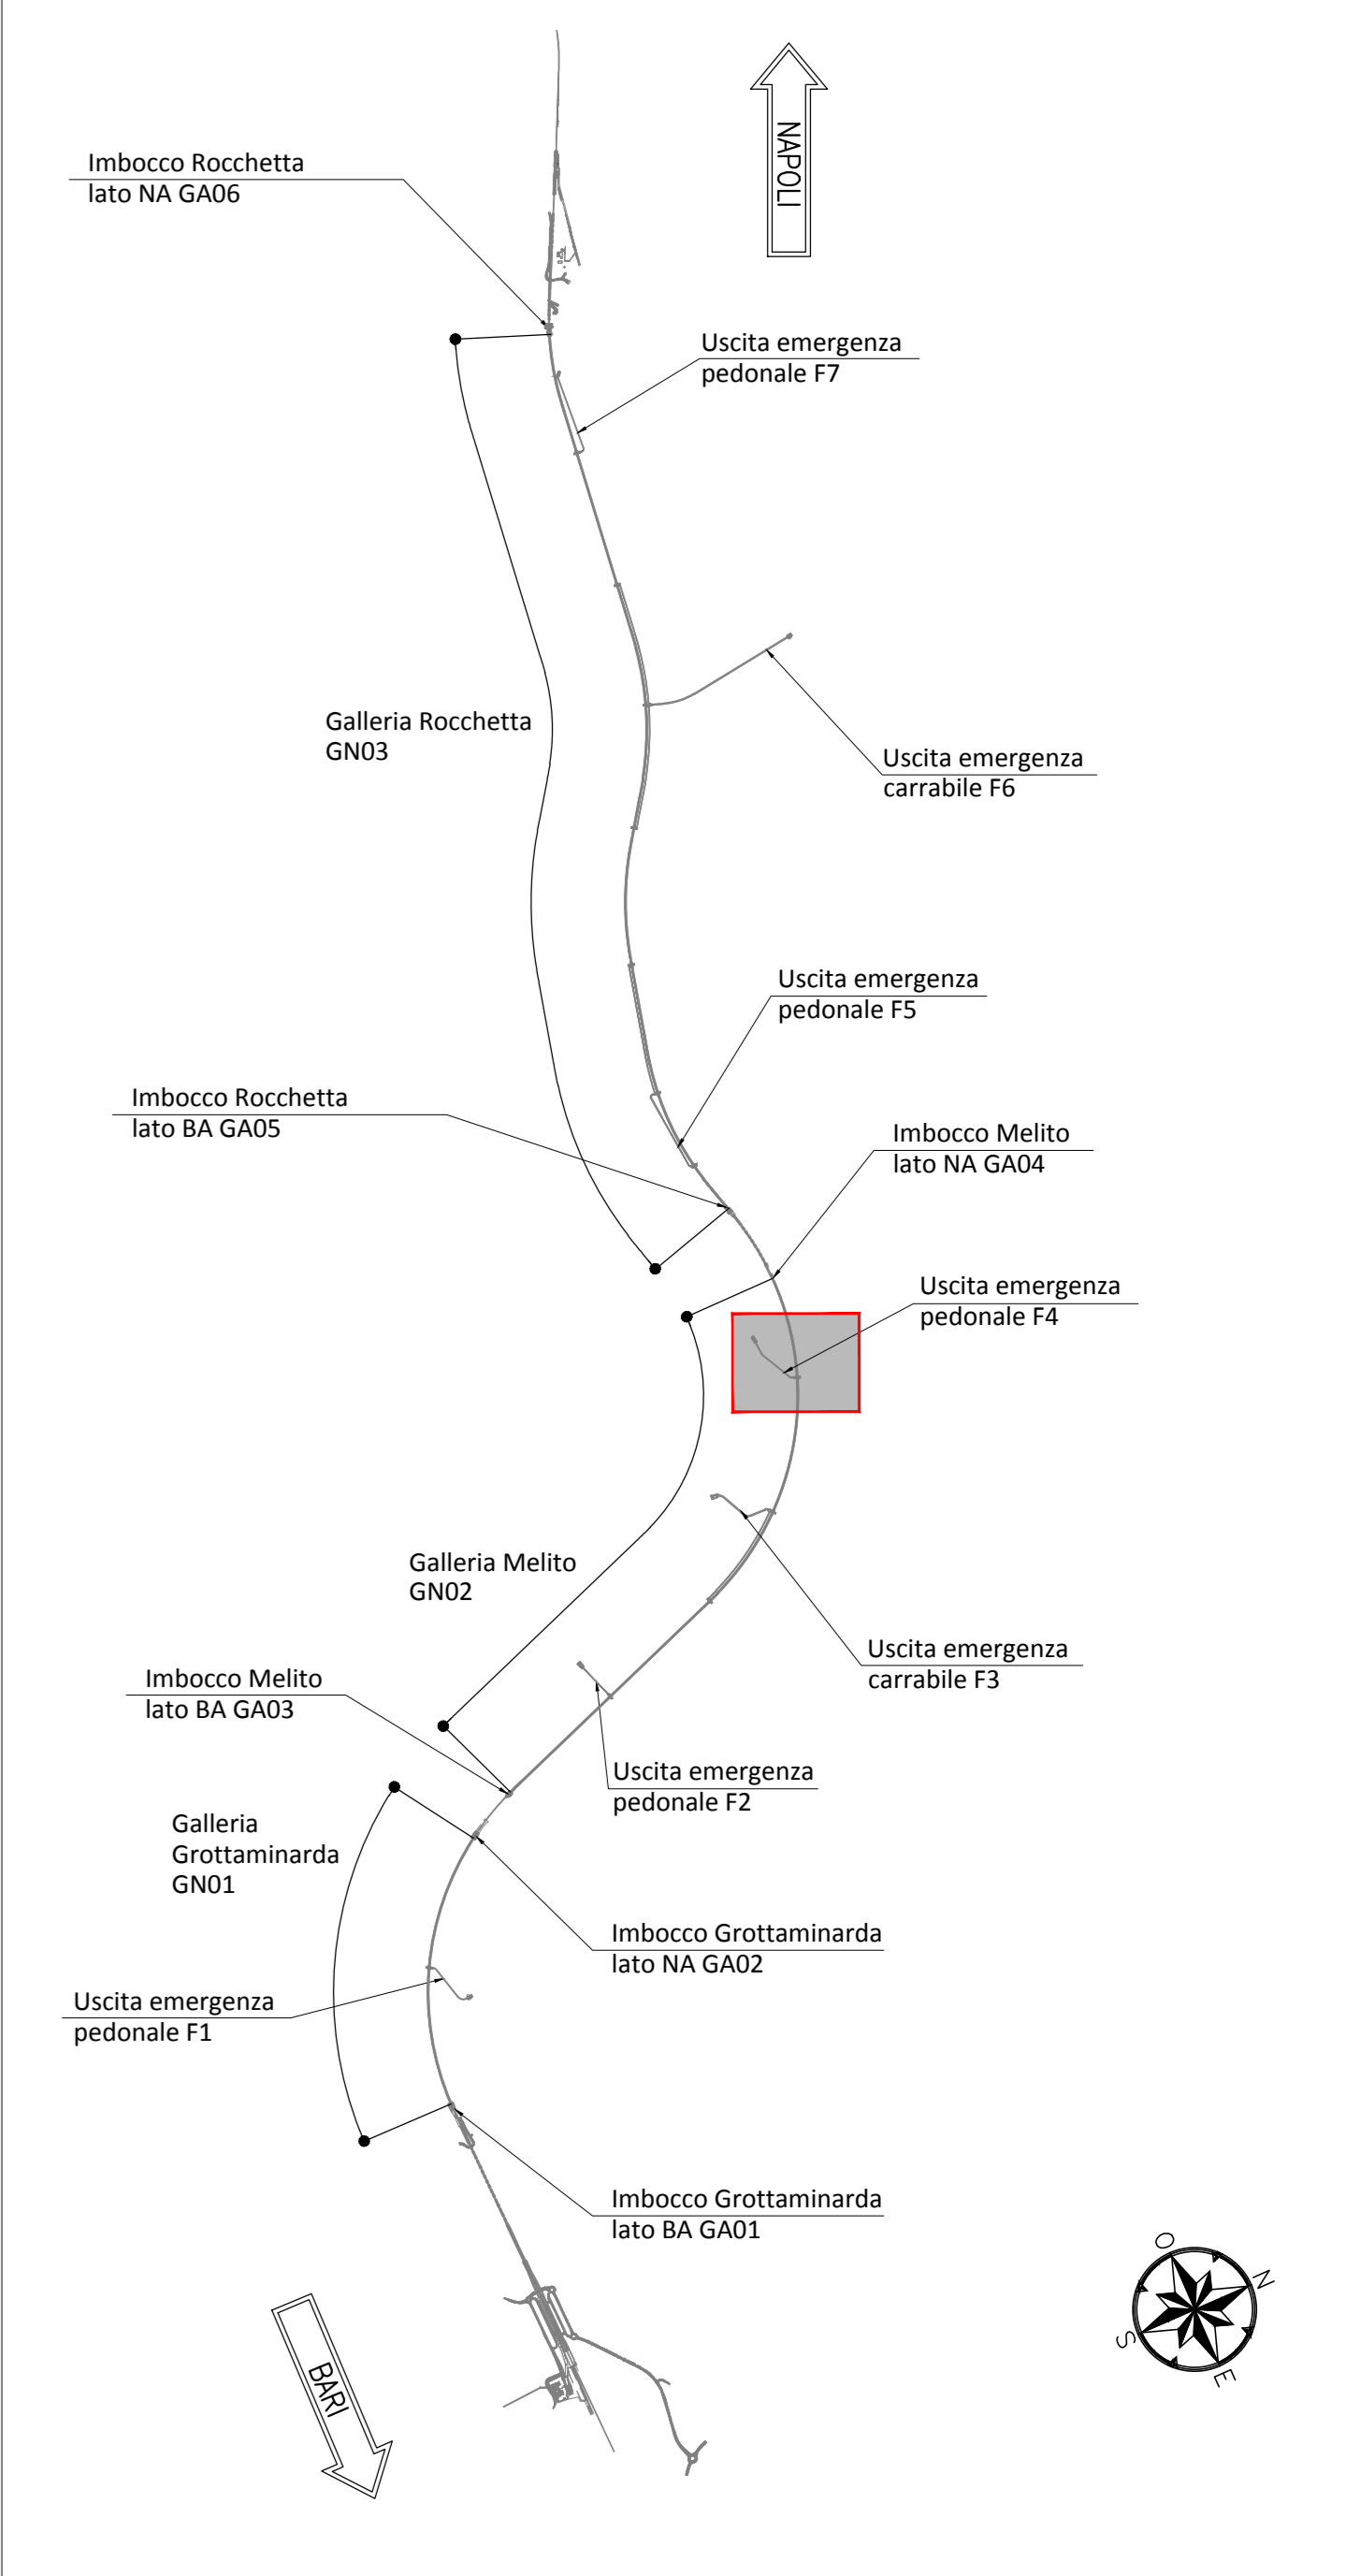 NAPOLI
Imbocco Rocchetta
lato NA GA06
Uscita emergenza
pedonale F7
Galleria Rocchetta
GN03
Uscita emergenza
carrabile F6
Uscita emergenza
pedonale F5
Imbocco Rocchetta
lato BA GA05
Imbocco Melito
lato NA GA04
Uscita emergenza
pedonale F4
Galleria Melito
GN02
Uscita emergenza
carrabile F3
Imbocco Melito
lato BA GA03
Uscita emergenza
pedonale F2
Galleria
Grottaminarda
GN01
Imbocco Grottaminarda
lato NA GA02
Uscita emergenza
pedonale F1
Imbocco Grottaminarda
lato BA GA01
O
N
S
E
BARI